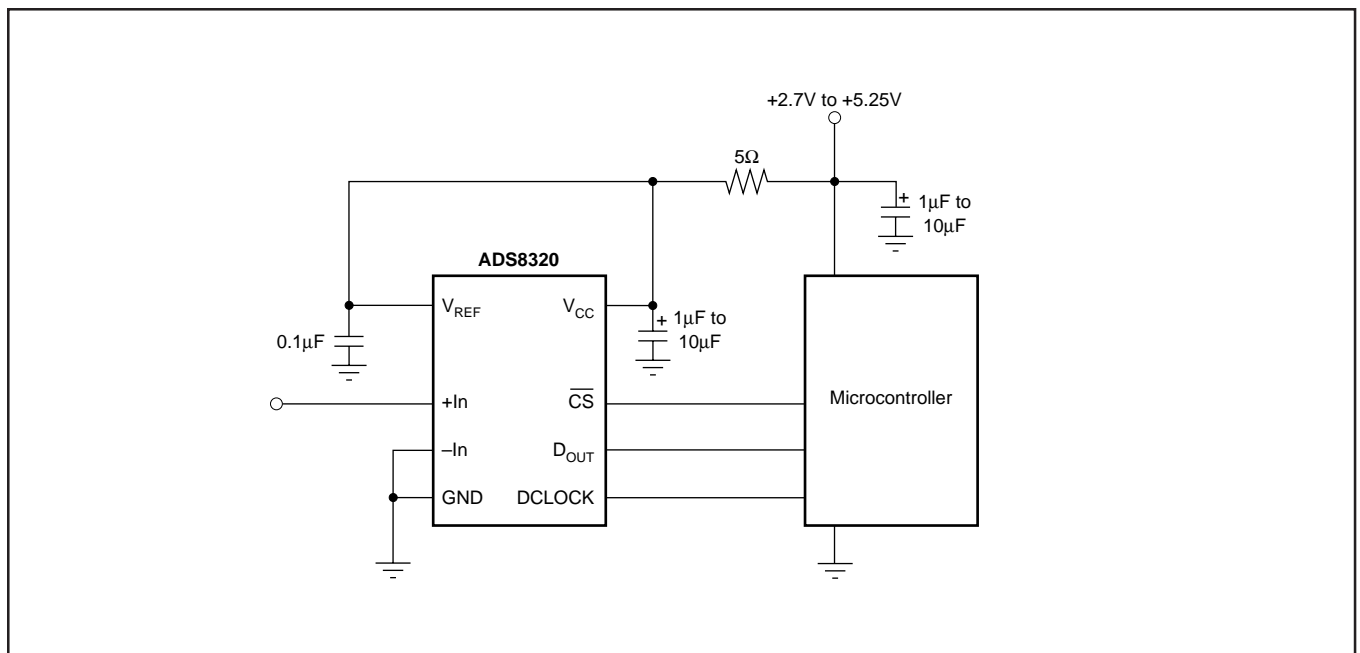 +2.7V to +5.25V
5Ω
+ 1μF to
10μF
ADS8320
V_REF
V_CC
+ 1μF to
10μF
0.1μF
+In
C̅S̅
Microcontroller
–In
D_OUT
GND
DCLOCK